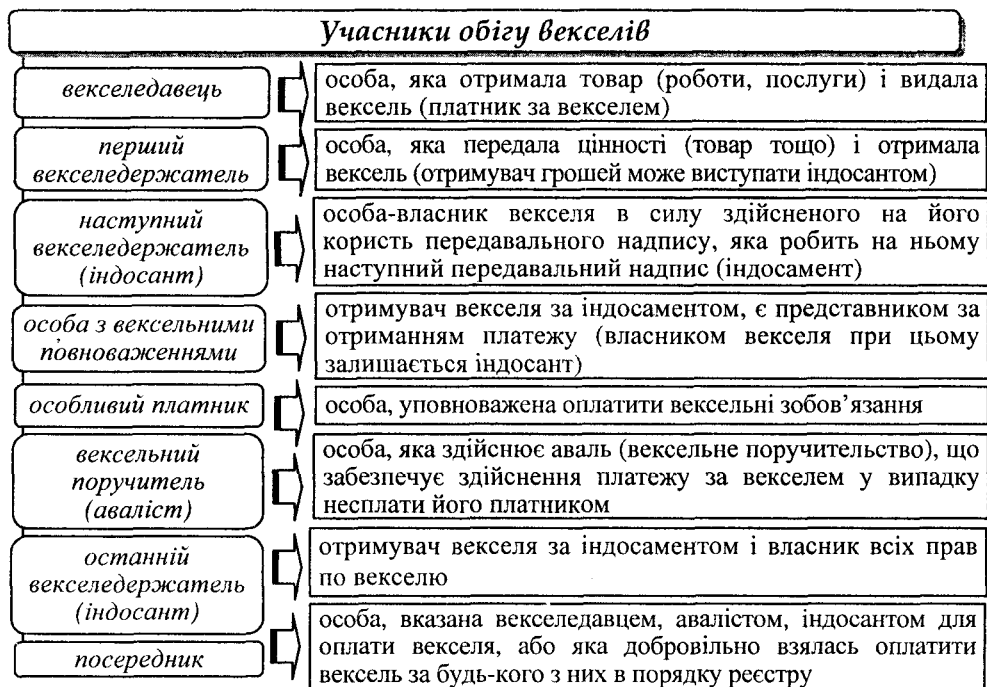 Учасники обігу векселів
векселедавець
особа, яка отримала товар (роботи, послуги) і видала
вексель (платник за векселем)
перший
векселедержатель
особа, яка передала цінності (товар тощо) і отримала
вексель (отримувач грошей може виступати індосантом)
наступний
векселедержатель
(індосант)
особа-власник векселя в силу здійсненого на його
користь передавального надпису, яка робить на ньому
наступний передавальний надпис (індосамент)
особа з вексельними
повноваженнями
отримувач векселя за індосаментом, є представником за
отриманням платежу (власником векселя при цьому
залишається індосант)
особливий платник
особа, уповноважена оплатити вексельні зобов’язання
вексельний
поручитель
(аваліст)
особа, яка здійснює аваль (вексельне поручительство), що
забезпечує здійснення платежу за векселем у випадку
несплати його платником
останній
векселедержатель
(індосант)
отримувач векселя за індосаментом і власник всіх прав
по векселю
посередник
особа, вказана векселедавцем, авалістом, індосантом для
оплати векселя, або яка добровільно взялась оплатити
вексель за будь-кого з них в порядку реєстру